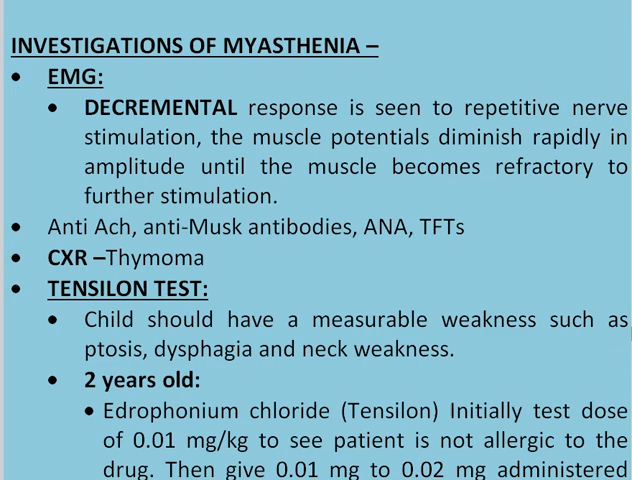 INVESTIGATIONS OF MYASTHENIA –
• EMG:
• DECREMENTAL response is seen to repetitive nerve
stimulation, the muscle potentials diminish rapidly in
amplitude until the muscle becomes refractory to
further stimulation.
• Anti Ach, anti-Musk antibodies, ANA, TFTs
• CXR –Thymoma
• TENSILON TEST:
• Child should have a measurable weakness such as
ptosis, dysphagia and neck weakness.
• 2 years old:
• Edrophonium chloride (Tensilon) Initially test dose
of 0.01 mg/kg to see patient is not allergic to the
drug. Then give 0.01 mg to 0.02 mg administered